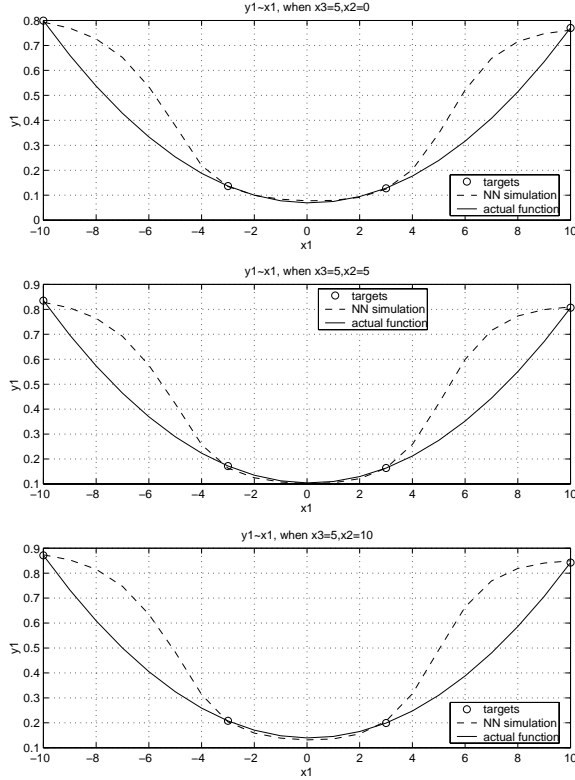 y1~x1, when x3=5,x2=0
0.8
0.7
0.6
0.5
0.4
0.3
0.2
0.1
0
y1
targets
NN simulation
actual function
−10 −8 −6 −4 −2 0 2 4 6 8 10
x1
y1~x1, when x3=5,x2=5
0.9
0.8
0.7
0.6
0.5
0.4
0.3
0.2
0.1
y1
targets
NN simulation
actual function
−10 −8 −6 −4 −2 0 2 4 6 8 10
x1
y1~x1, when x3=5,x2=10
0.9
0.8
0.7
0.6
0.5
0.4
0.3
0.2
0.1
y1
targets
NN simulation
actual function
−10 −8 −6 −4 −2 0 2 4 6 8 10
x1